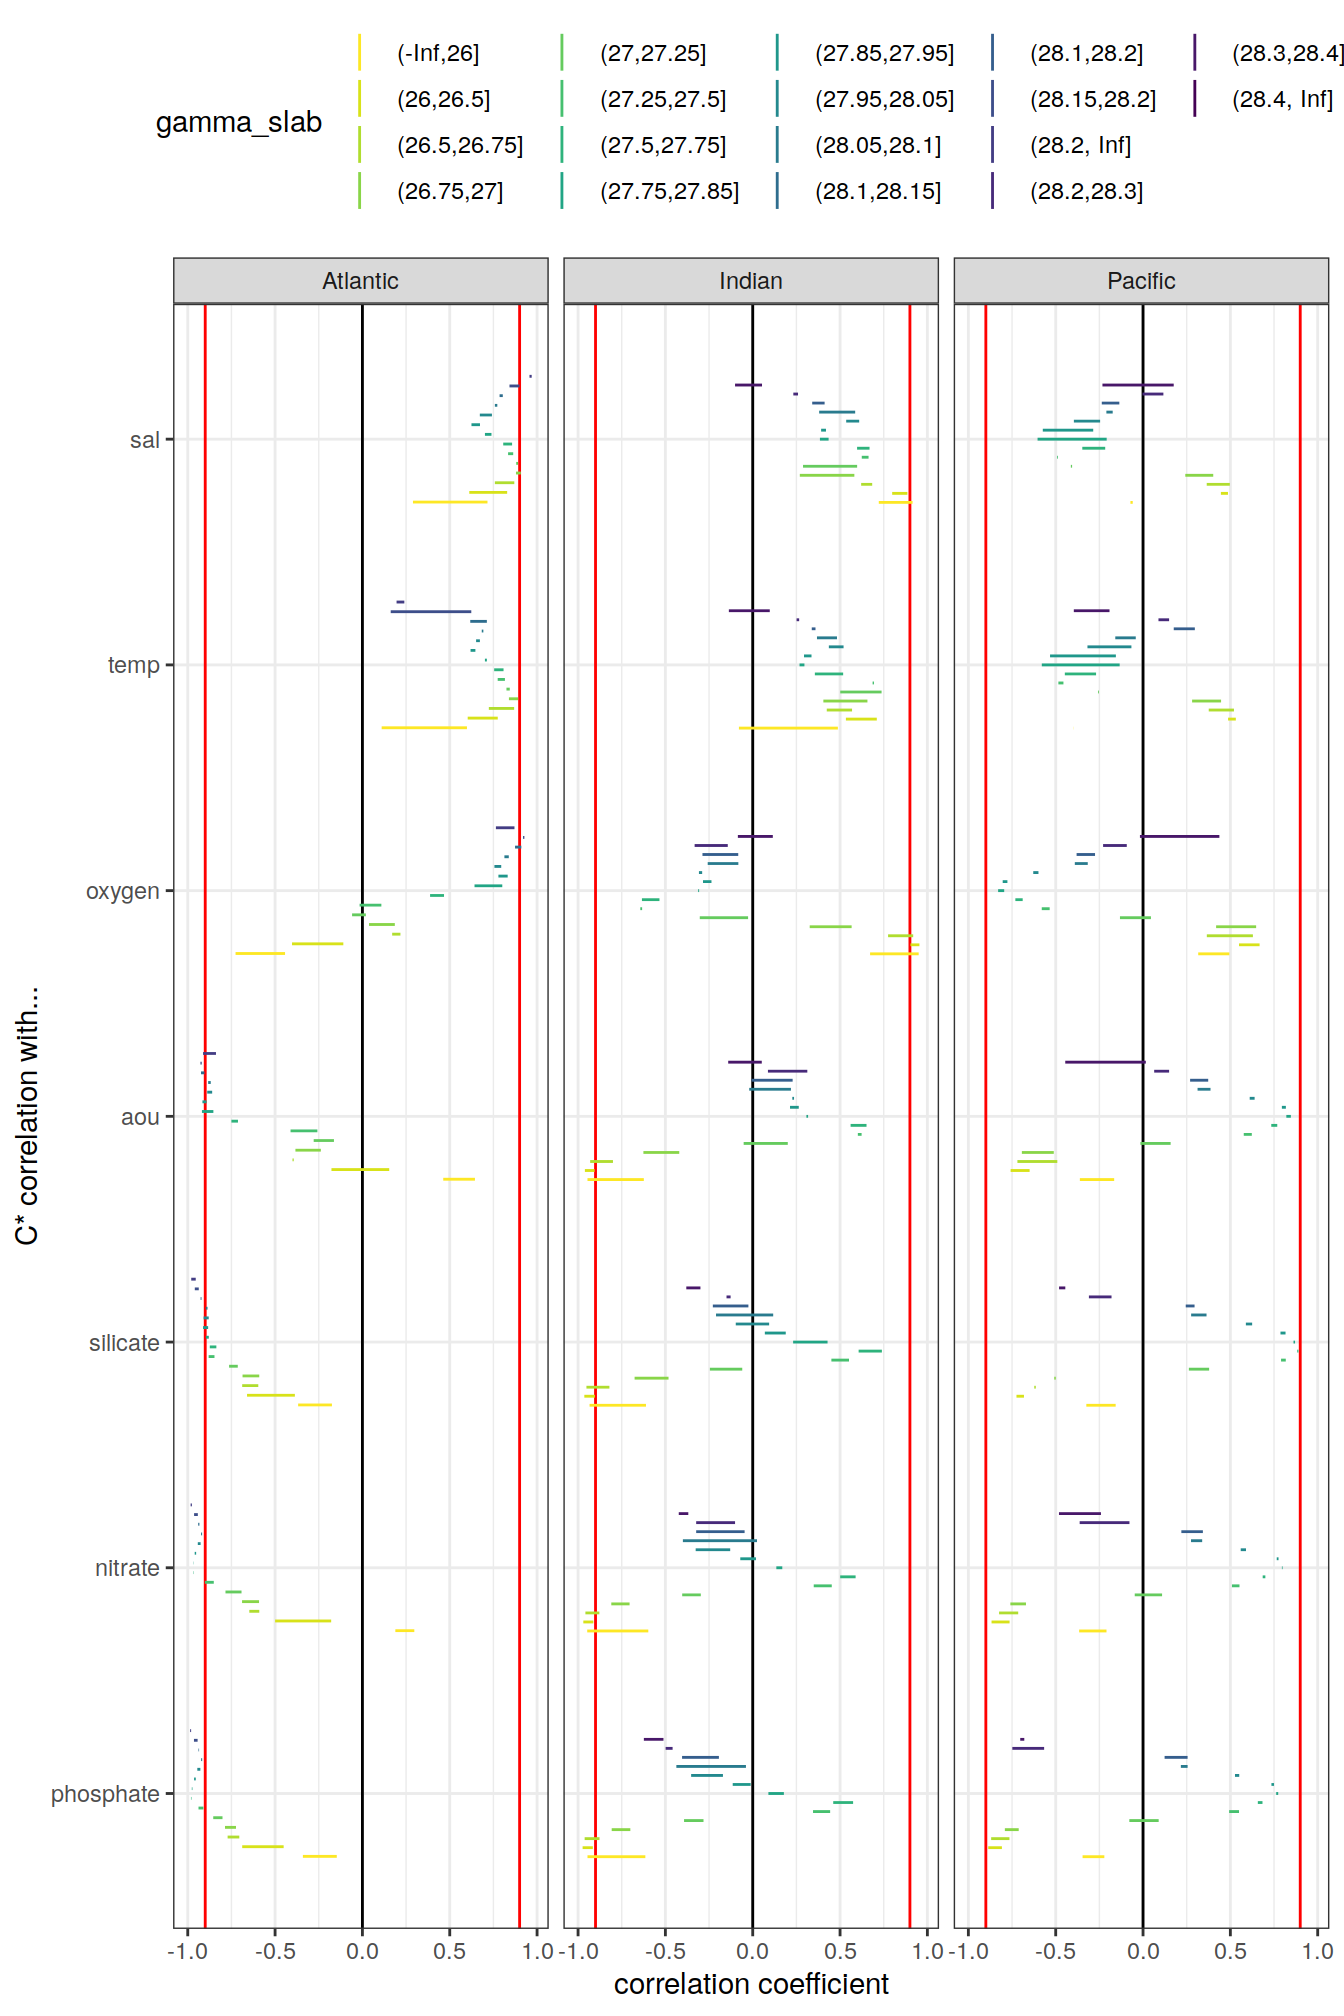 gamma_slab
(-Inf,26] (27,27.25] (27.85,27.95] (28.1,28.2] (28.3,28.4]
(26,26.5] (27.25,27.5] (27.95,28.05] (28.15,28.2] (28.4, Inf]
(26.5,26.75] (27.5,27.75] (28.05,28.1] (28.2, Inf]
(26.75,27] (27.75,27.85] (28.1,28.15] (28.2,28.3]
Atlantic Indian Pacific
C* correlation with...
sal
temp
oxygen
aou
silicate
nitrate
phosphate
-1.0 -0.5 0.0 0.5 1.0 -1.0 -0.5 0.0 0.5 1.0 -1.0 -0.5 0.0 0.5 1.0
correlation coefficient